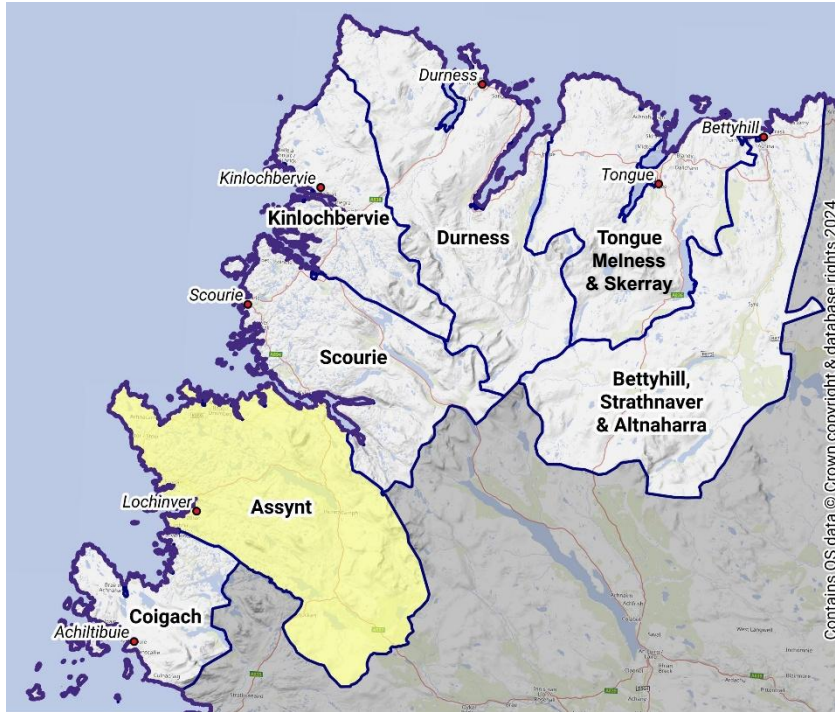 Durness
Bettyhill
Kinlochbervie
Tongue
Kinlochbervie
Durness
Tongue
Melness
& Skerray
Scourie
Scourie
Bettyhill,
Strathnaver
& Altnaharra
Lochinver
Assynt
Coigach
Achiltibuie
Contains OS data © Crown copyright & database rights 2024